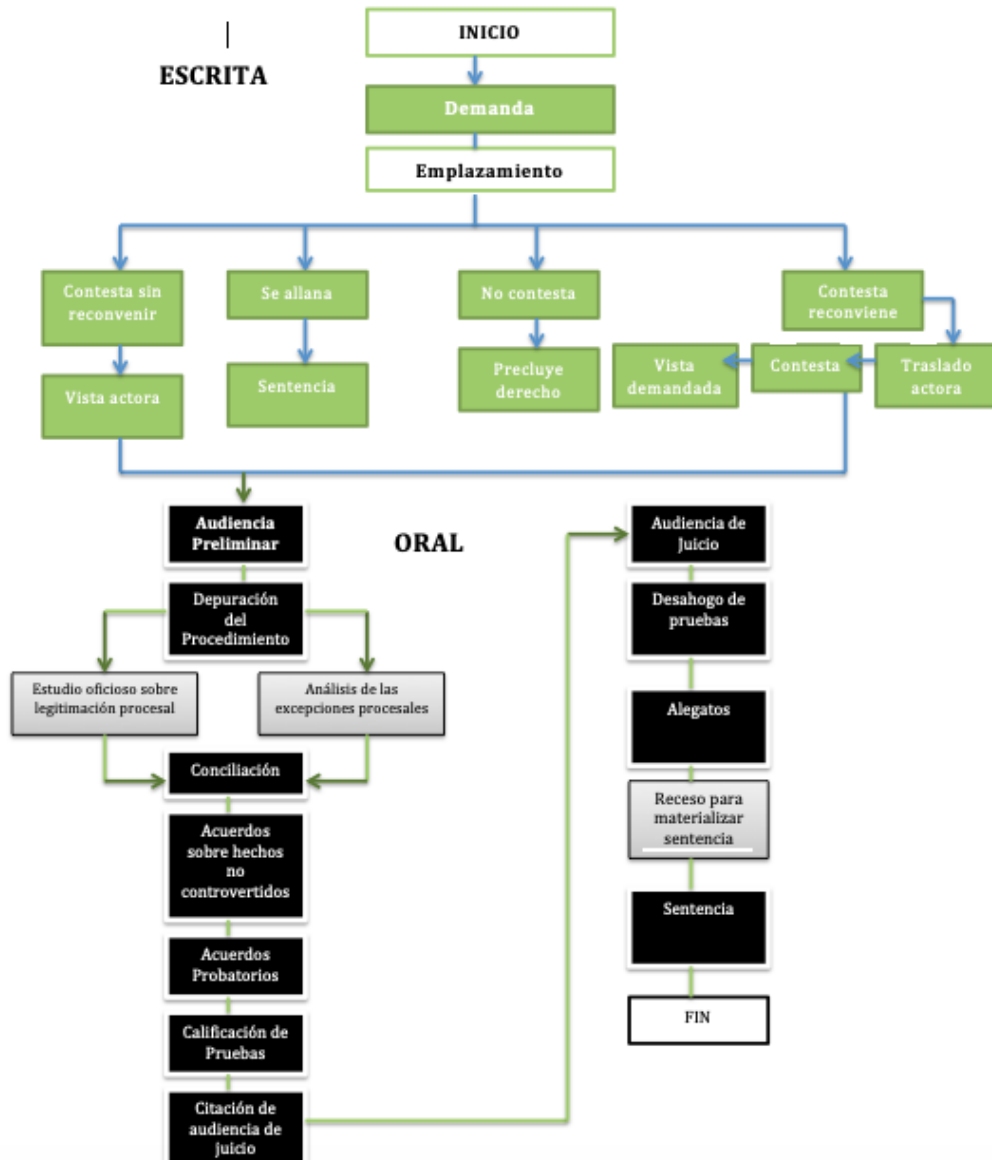 INICIO
ESCRITA
Demanda
Emplazamiento
Contesta sin
reconvenir
Se allana
No contesta
Contesta
reconviene
Vista actora
Sentencia
Precluye
derecho
Vista
demandada
Contesta
Traslado
actora
Audiencia
Preliminar
ORAL
Depuración
del
Procedimiento
Estudio oficioso sobre
legitimación procesal
Análisis de las
excepciones procesales
Conciliación
Acuerdos
sobre hechos
no
controvertidos
Acuerdos
Probatorios
Calificación de
Pruebas
Citación de
audiencia de
juicio
Audiencia de
Juicio
Desahogo de
pruebas
Alegatos
Receso para
materializar
sentencia
Sentencia
FIN